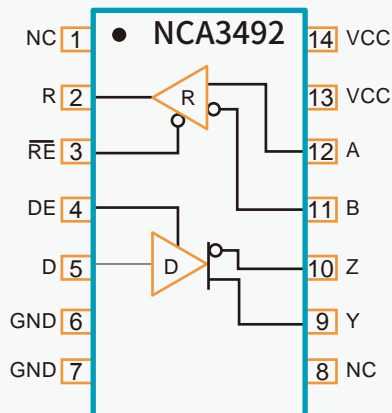 NCA3492
NC 1 14 VCC
R 2 R 13 VCC
RE 3 12 A
DE 4 11 B
D 5 D 10 Z
GND 6 9 Y
GND 7 8 NC